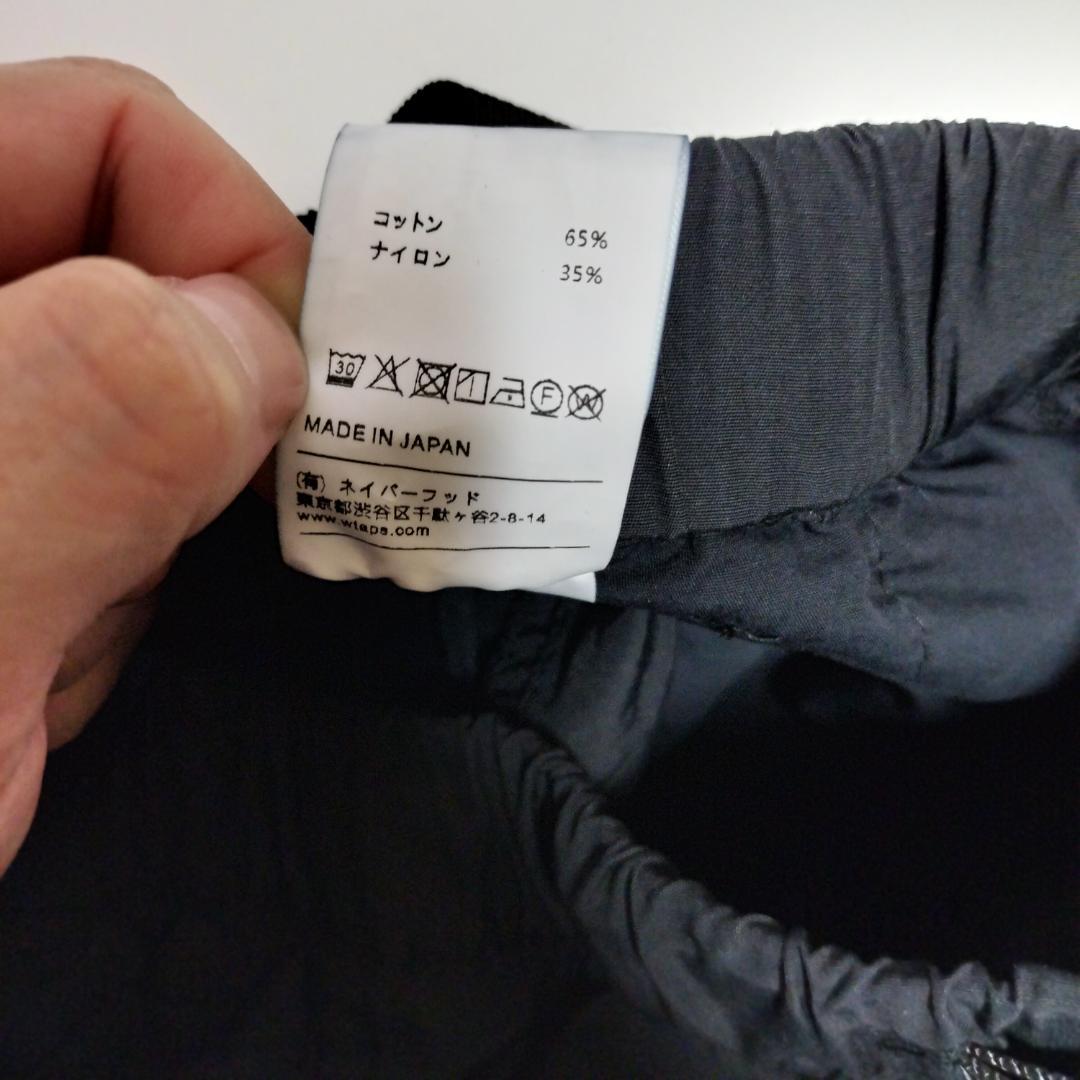 コットン 65%
ナイロン 35%
30 F W
MADE IN JAPAN
(有) ネイバーフッド
東京都渋谷区千駄ヶ谷2-8-14
www.wtaps.com